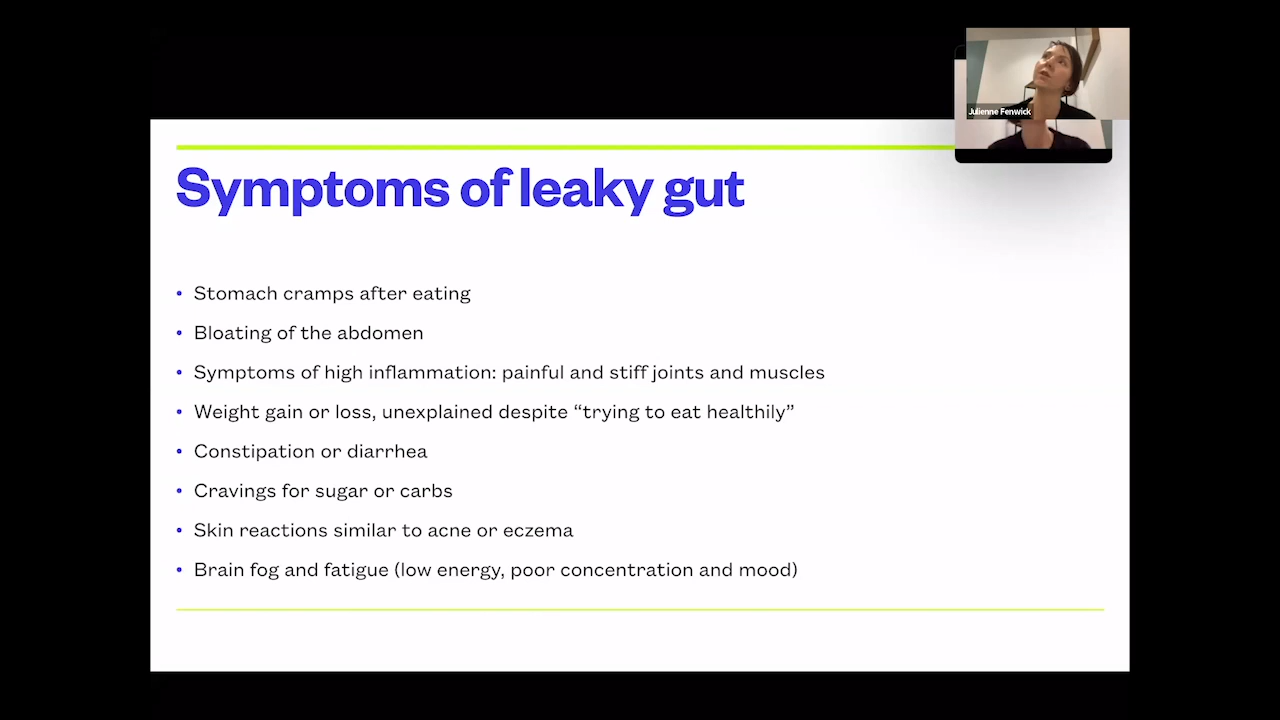 Julienne Fenwick
Symptoms of leaky gut
• Stomach cramps after eating
• Bloating of the abdomen
• Symptoms of high inflammation: painful and stiff joints and muscles
• Weight gain or loss, unexplained despite “trying to eat healthily”
• Constipation or diarrhea
• Cravings for sugar or carbs
• Skin reactions similar to acne or eczema
• Brain fog and fatigue (low energy, poor concentration and mood)